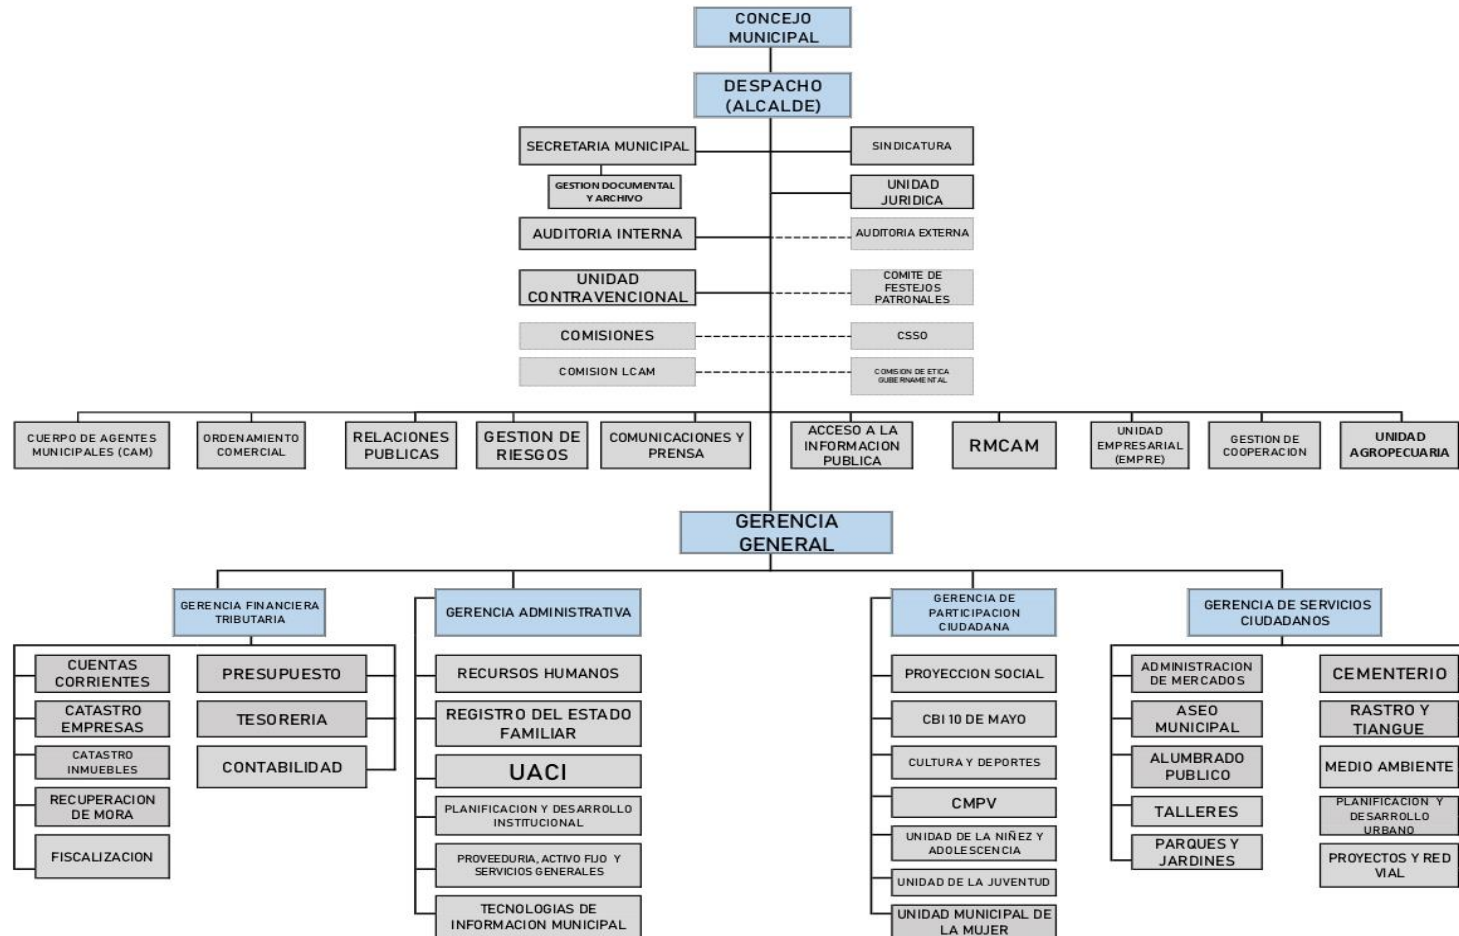 CONCEJO
MUNICIPAL
DESPACHO
(ALCALDE)
SECRETARIA MUNICIPAL
SINDICATURA
GESTION DOCUMENTAL
Y ARCHIVO
UNIDAD
JURIDICA
AUDITORIA INTERNA
AUDITORIA EXTERNA
UNIDAD
CONTRAVENCIONAL
COMITE DE
FESTEJOS
PATRONALES
COMISIONES
CSSO
COMISION LCAM
COMISION DE ETICA
GUBERNAMENTAL
CUERPO DE AGENTES
MUNICIPALES (CAM)
ORDENAMIENTO
COMERCIAL
RELACIONES
PUBLICAS
GESTION DE
RIESGOS
COMUNICACIONES Y
PRENSA
ACCESO A LA
INFORMACION
PUBLICA
RMCAM
UNIDAD
EMPRESARIAL
(EMPRE)
GESTION DE
COOPERACION
UNIDAD
AGROPECUARIA
GERENCIA
GENERAL
GERENCIA FINANCIERA
TRIBUTARIA
CUENTAS
CORRIENTES
CATASTRO
EMPRESAS
CATASTRO
INMUEBLES
RECUPERACION
DE MORA
FISCALIZACION
PRESUPUESTO
TESORERIA
CONTABILIDAD
GERENCIA ADMINISTRATIVA
RECURSOS HUMANOS
REGISTRO DEL ESTADO
FAMILIAR
UACI
PLANIFICACION Y DESARROLLO
INSTITUCIONAL
PROVEEDURIA, ACTIVO FIJO Y
SERVICIOS GENERALES
TECNOLOGIAS DE
INFORMACION MUNICIPAL
GERENCIA DE
PARTICIPACION
CIUDADANA
PROYECCION SOCIAL
CBI 10 DE MAYO
CULTURA Y DEPORTES
CMPV
UNIDAD DE LA NIÑEZ Y
ADOLESCENCIA
UNIDAD DE LA JUVENTUD
UNIDAD MUNICIPAL DE
LA MUJER
GERENCIA DE SERVICIOS
CIUDADANOS
ADMINISTRACION
DE MERCADOS
ASEO
MUNICIPAL
ALUMBRADO
PUBLICO
TALLERES
PARQUES Y
JARDINES
CEMENTERIO
RASTRO Y
TIANGUE
MEDIO AMBIENTE
PLANIFICACION Y
DESARROLLO
URBANO
PROYECTOS Y RED
VIAL